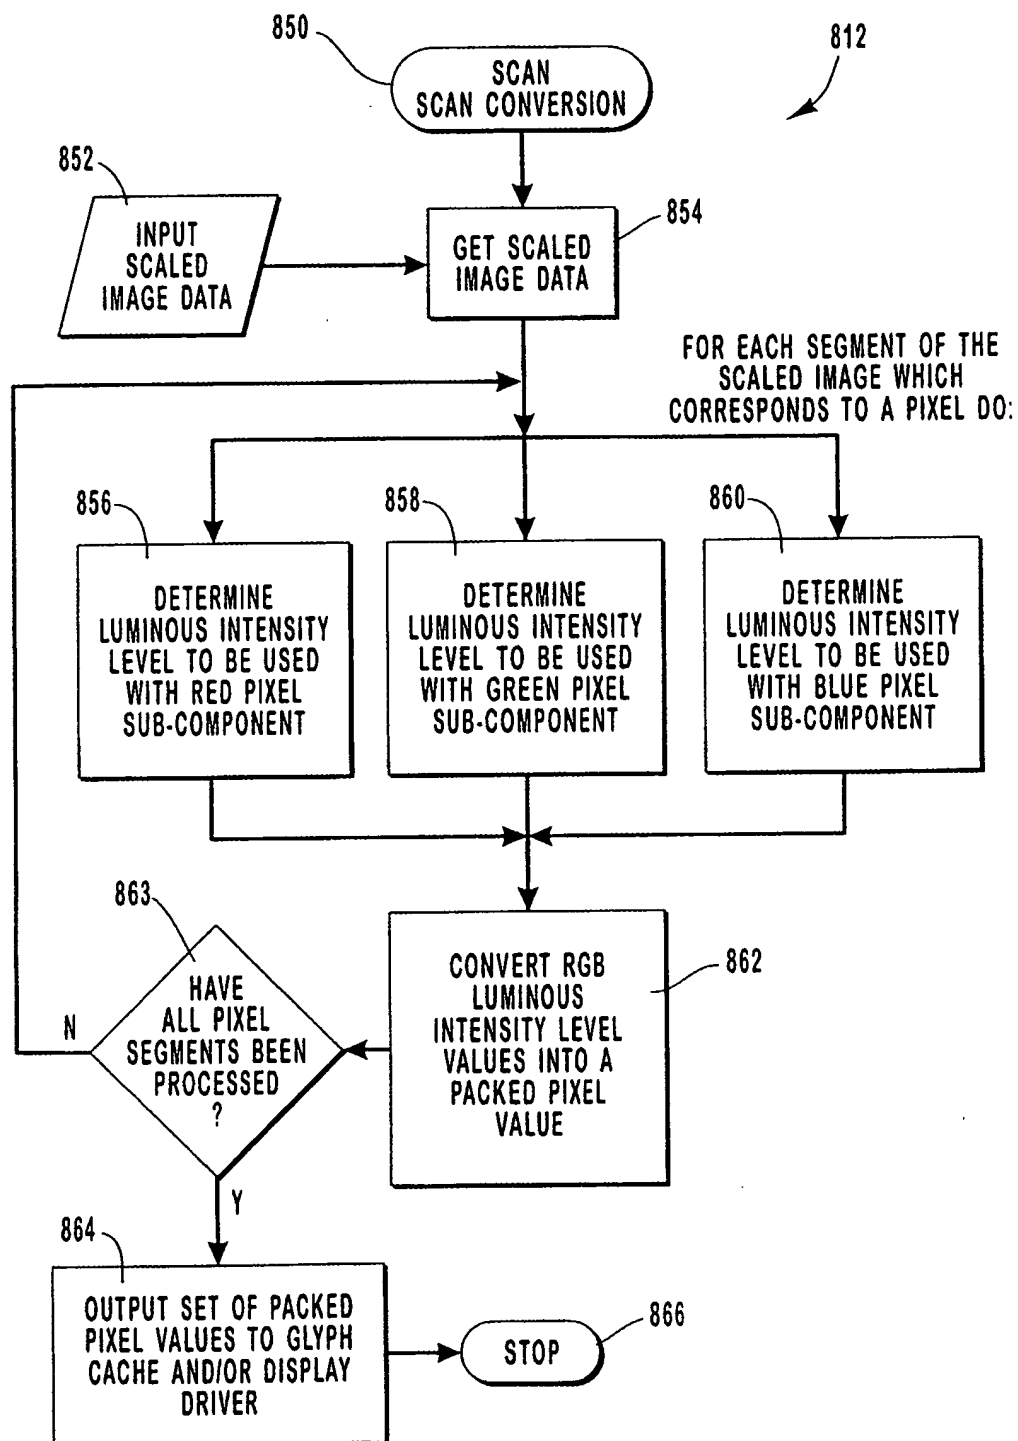 850
812
SCAN
SCAN CONVERSION
852
INPUT
SCALED
IMAGE DATA
854
GET SCALED
IMAGE DATA
FOR EACH SEGMENT OF THE
SCALED IMAGE WHICH
CORRESPONDS TO A PIXEL DO:
856
DETERMINE
LUMINOUS INTENSITY
LEVEL TO BE USED
WITH RED PIXEL
SUB-COMPONENT
858
DETERMINE
LUMINOUS INTENSITY
LEVEL TO BE USED
WITH GREEN PIXEL
SUB-COMPONENT
860
DETERMINE
LUMINOUS INTENSITY
LEVEL TO BE USED
WITH BLUE PIXEL
SUB-COMPONENT
862
CONVERT RGB
LUMINOUS
INTENSITY LEVEL
VALUES INTO A
PACKED PIXEL
VALUE
863
HAVE
ALL PIXEL
SEGMENTS BEEN
PROCESSED
?
N
Y
864
OUTPUT SET OF PACKED
PIXEL VALUES TO GLYPH
CACHE AND/OR DISPLAY
DRIVER
866
STOP